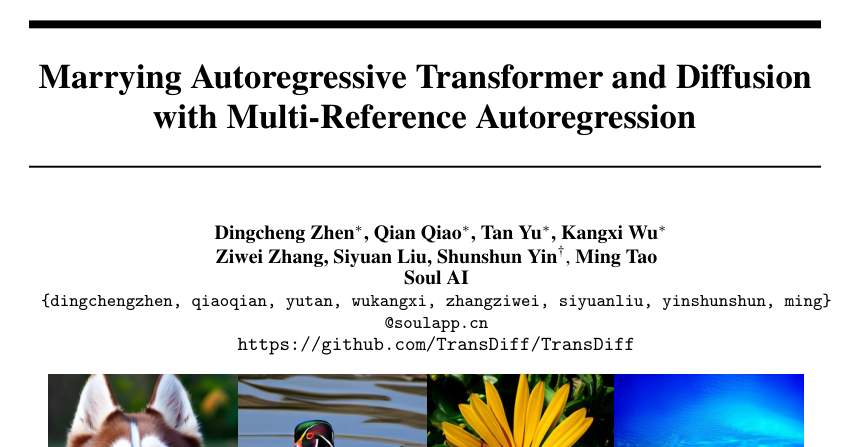 Marrying Autoregressive Transformer and Diffusion
with Multi-Reference Autoregression
Dingcheng Zhen*, Qian Qiao*, Tan Yu*, Kangxi Wu*
Ziwei Zhang, Siyuan Liu, Shunshun Yin†, Ming Tao
Soul AI
{dingchengzhen, qiaoqian, yutan, wukangxi, zhangziwei, siyuanliu, yinshunshun, ming}
@soulapp.cn
https://github.com/TransDiff/TransDiff